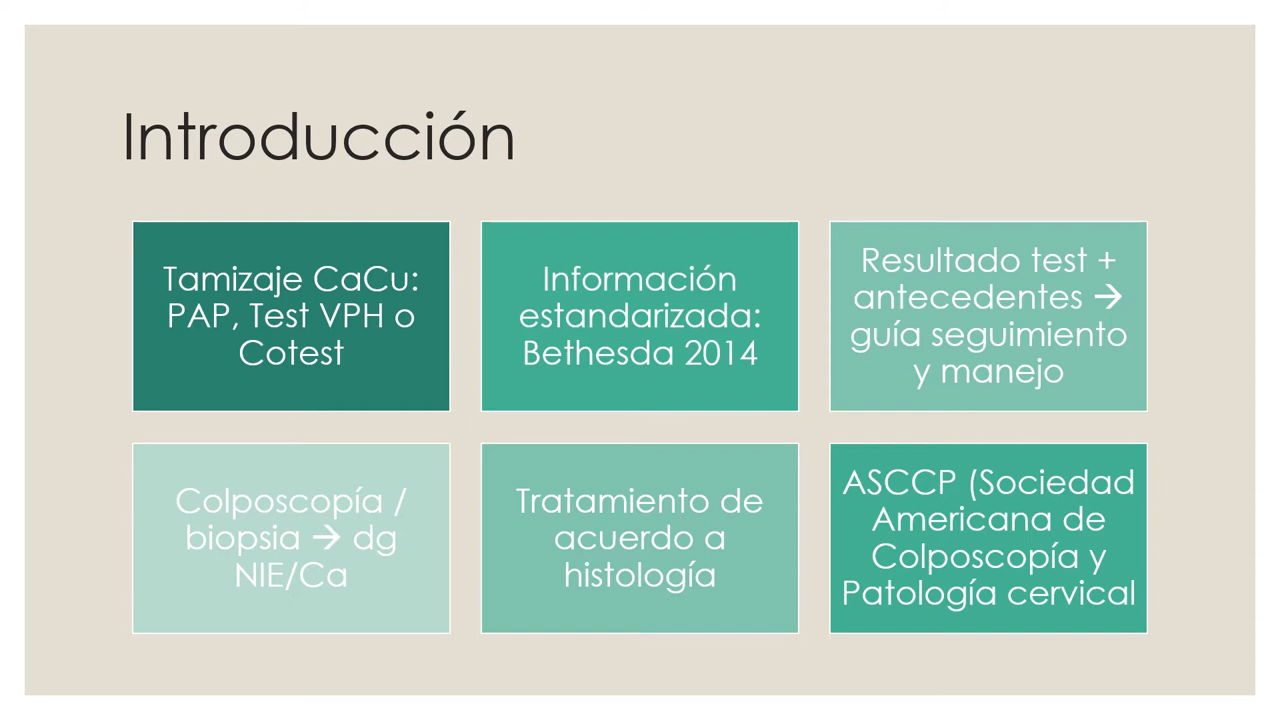 Introducción
Tamizaje CaCu:
PAP, Test VPH o
Cotest
Información
estandarizada:
Bethesda 2014
Resultado test +
antecedentes →
guía seguimiento
y manejo
Colposcopía /
biopsia → dg
NIE/Ca
Tratamiento de
acuerdo a
histología
ASCCP (Sociedad
Americana de
Colposcopía y
Patología cervical